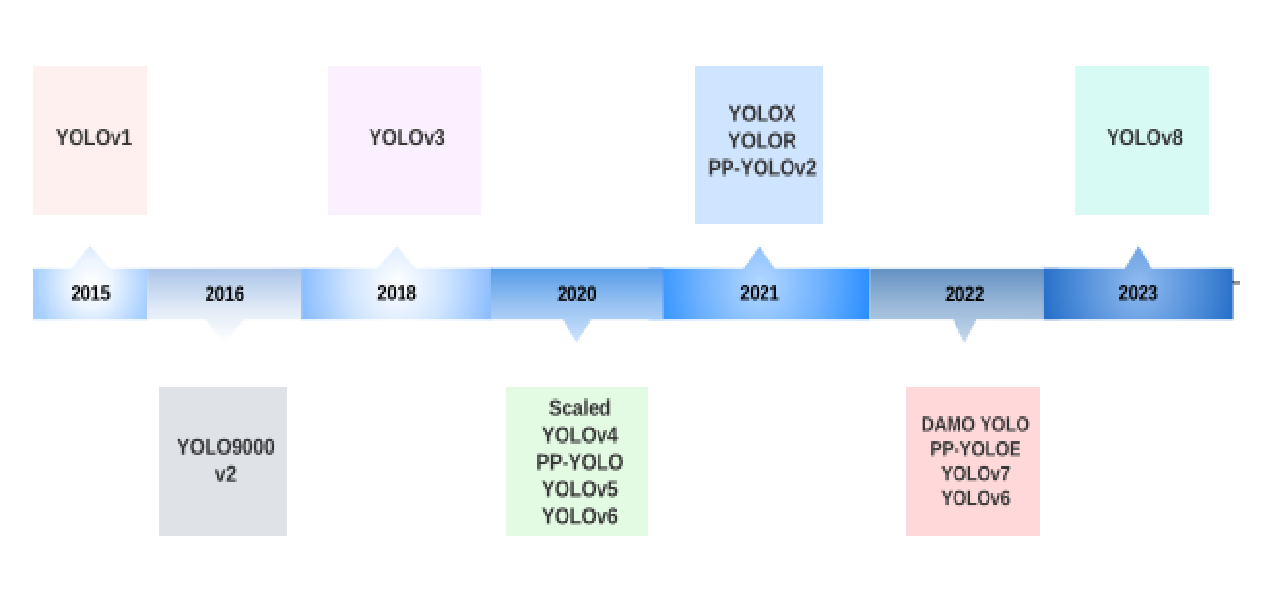 YOLOv1
YOLOv3
YOLOX
YOLOR
PP-YOLOv2
YOLOv8
2015
2016
2018
2020
2021
2022
2023
YOLO9000
v2
Scaled
YOLOv4
PP-YOLO
YOLOv5
YOLOv6
DAMO YOLO
PP-YOLOE
YOLOv7
YOLOv6